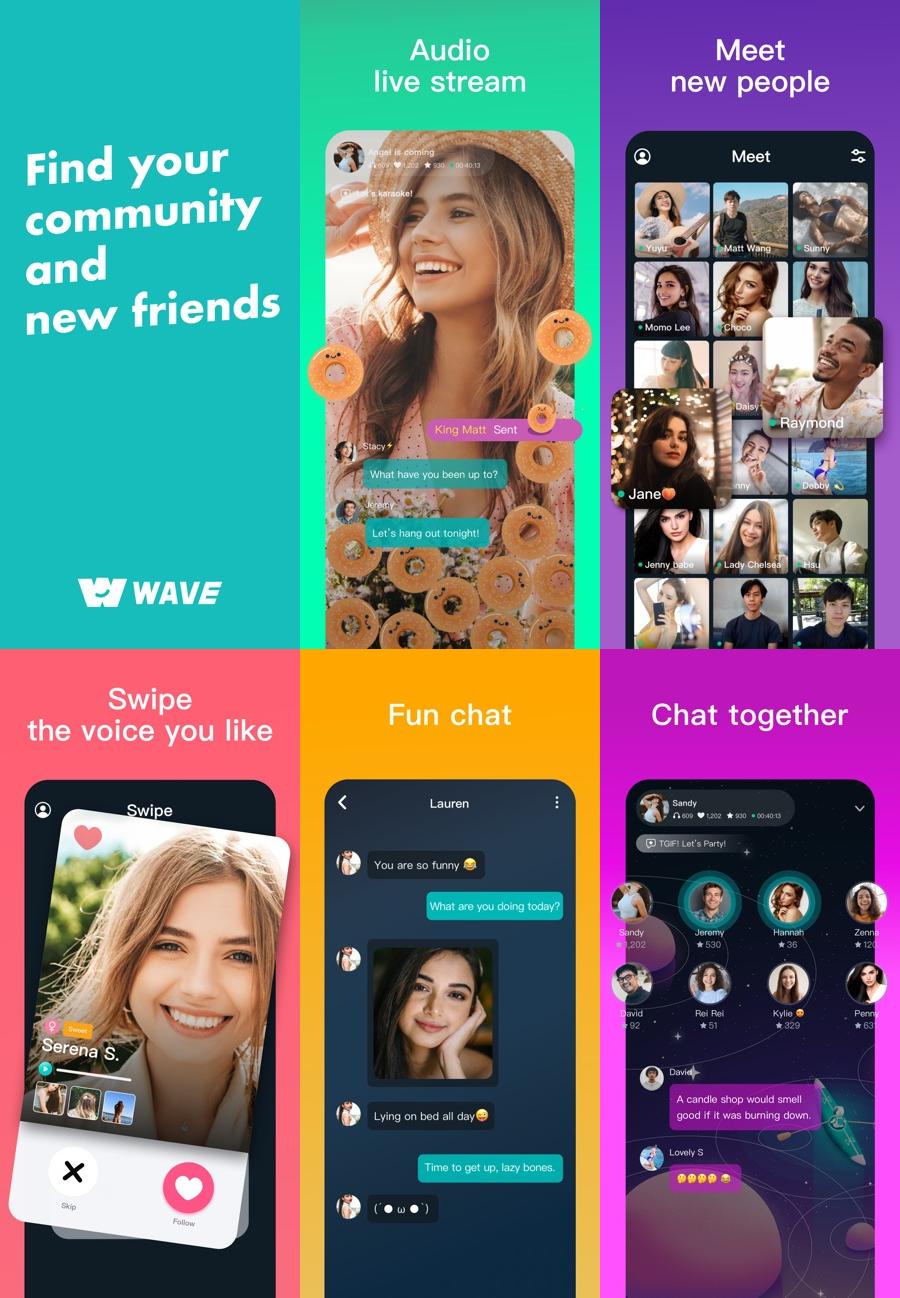 Find your
community
and
new friends
WAVE
Audio
live stream
Angel is coming
609 1,202 930 00:40:13
Let's karaoke!
King Matt Sent
Stacy⚡
What have you been up to?
Jeremy
Let's hang out tonight!
Meet
new people
Meet
Yuyu Matt Wang Sunny
Momo Lee Choco
Raymond
Daisy
Jane🍑
Debby
Jenny babe Lady Chelsea Hsu
Swipe
the voice you like
Swipe
Sweet
Serena S.
Skip
Follow
Fun chat
Lauren
You are so funny 😂
What are you doing today?
Lying on bed all day😜
Time to get up, lazy bones.
(´● ω ●`)
Chat together
Sandy
609 1,202 930 00:40:13
TGIF! Let's Party!
Sandy Jeremy Hannah Zenna
1,202 ★530 ★36 ★120
David Rei Rei Kylie 😍 Penny
★92 ★51 ★329 ★631
David
A candle shop would smell
good if it was burning down.
Lovely S
🤔🤔🤔🤔 😂